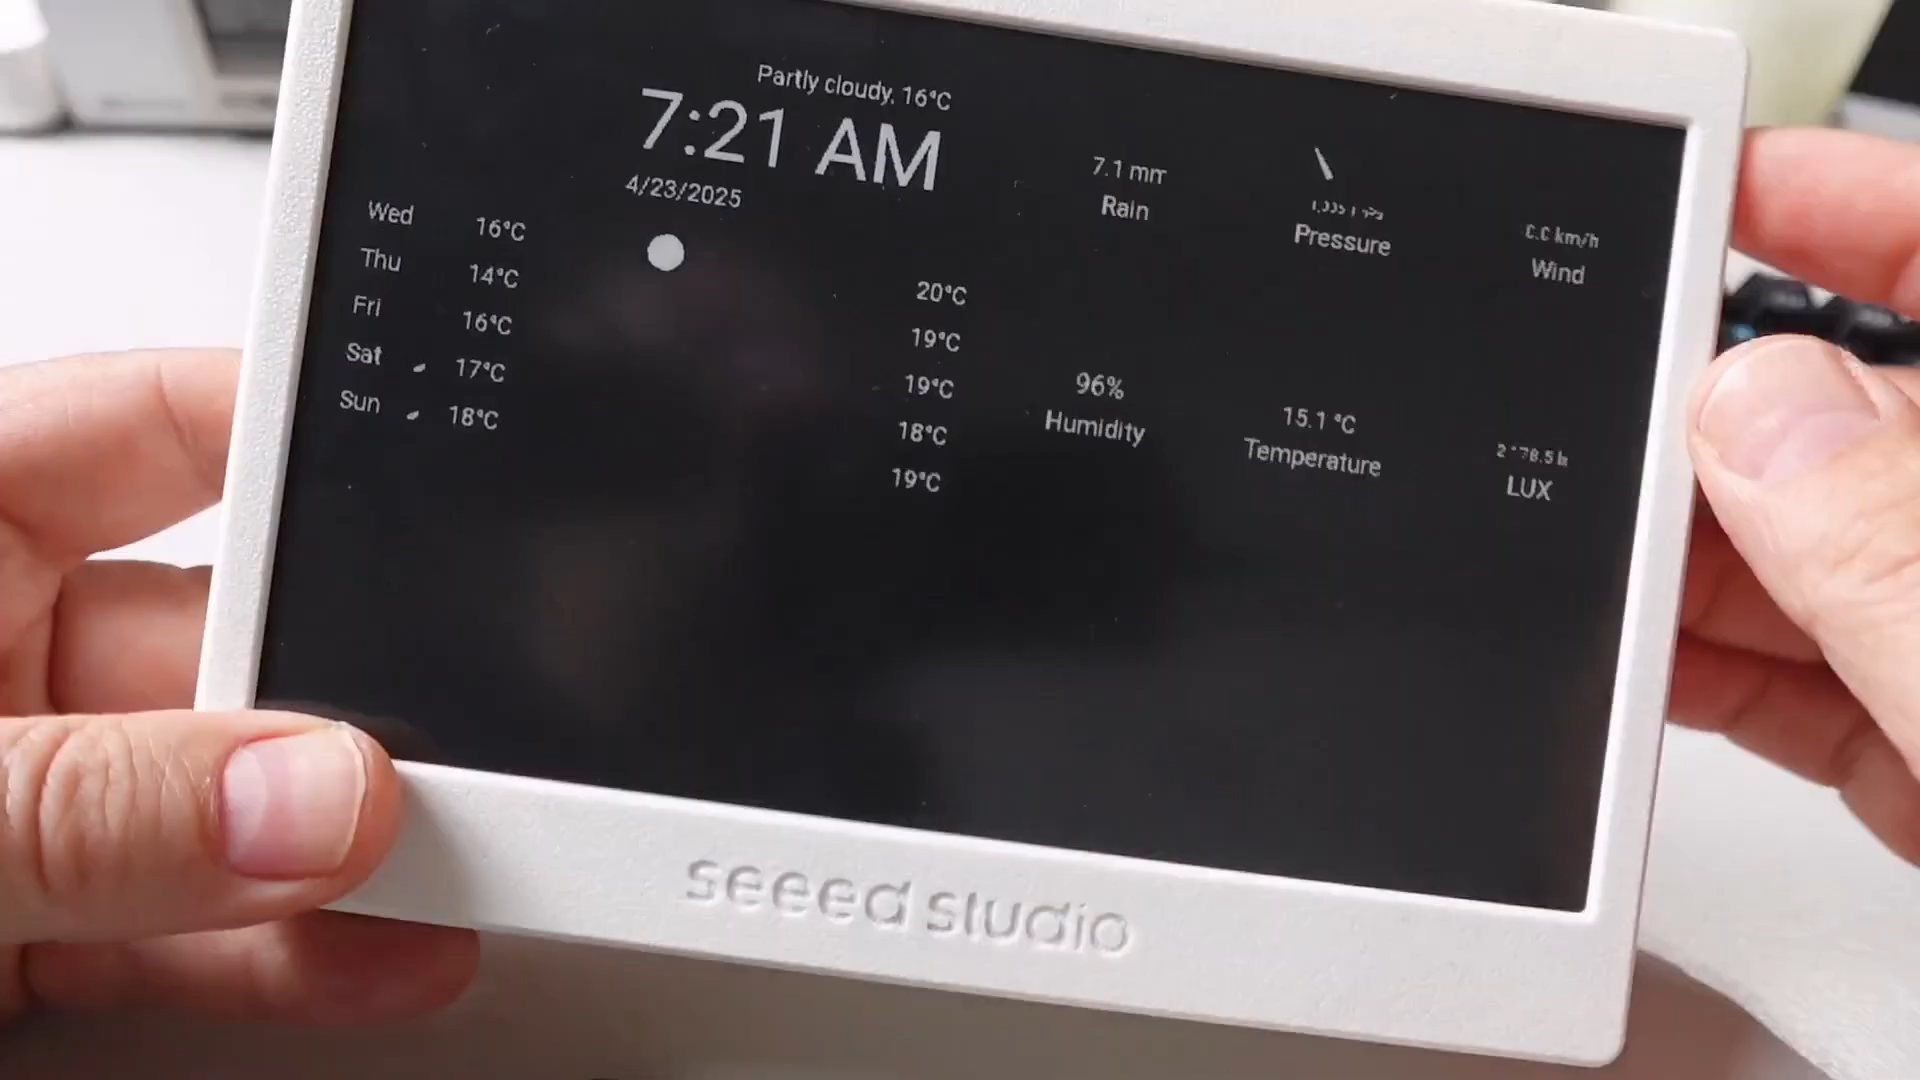 Partly cloudy, 16°C
7:21 AM
4/23/2025
Wed 16°C 20°C
Thu 14°C 19°C
Fri 16°C 19°C
Sat 17°C 18°C
Sun 18°C 19°C
7.1 mm
Rain
Pressure
km/h
Wind
96%
Humidity
15.1 °C
Temperature
LUX
seeed studio